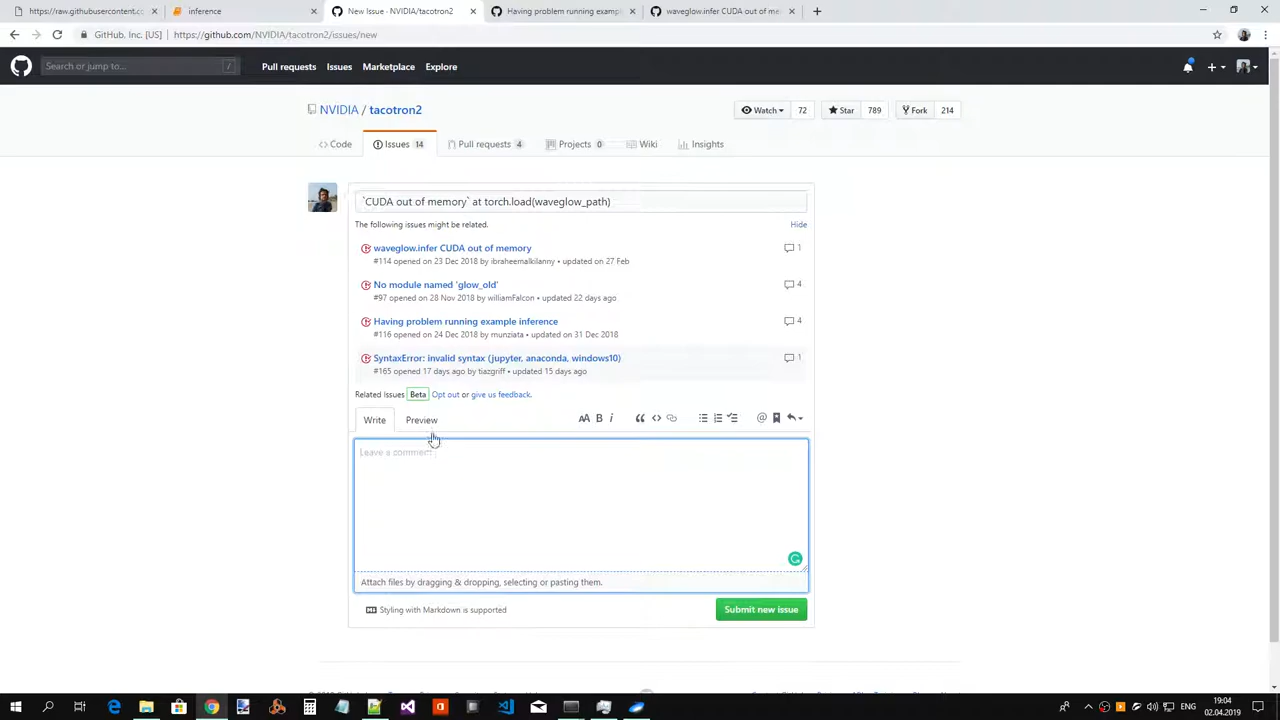 https://raw.githubusercontent.cc
inference
New Issue · NVIDIA/tacotron2
Having problem running exampl
waveglow.infer CUDA out of me
GitHub, Inc. [US] | https://github.com/NVIDIA/tacotron2/issues/new
Search or jump to...
/
Pull requests
Issues
Marketplace
Explore
NVIDIA / tacotron2
Watch 72
Star 789
Fork 214
Code
Issues 14
Pull requests 4
Projects 0
Wiki
Insights
`CUDA out of memory` at torch.load(waveglow_path)
The following issues might be related.
Hide
waveglow.infer CUDA out of memory
1
#114 opened on 23 Dec 2018 by ibraheemalkilanny • updated on 27 Feb
No module named 'glow_old'
4
#97 opened on 28 Nov 2018 by williamFalcon • updated 22 days ago
Having problem running example inference
4
#116 opened on 24 Dec 2018 by munziata • updated on 31 Dec 2018
SyntaxError: invalid syntax (jupyter, anaconda, windows10)
1
#165 opened 17 days ago by tiazgriff • updated 15 days ago
Related Issues Beta Opt out or give us feedback.
Write
Preview
Leave a comment
Attach files by dragging & dropping, selecting or pasting them.
Styling with Markdown is supported
Submit new issue
ENG
19:04
02.04.2019